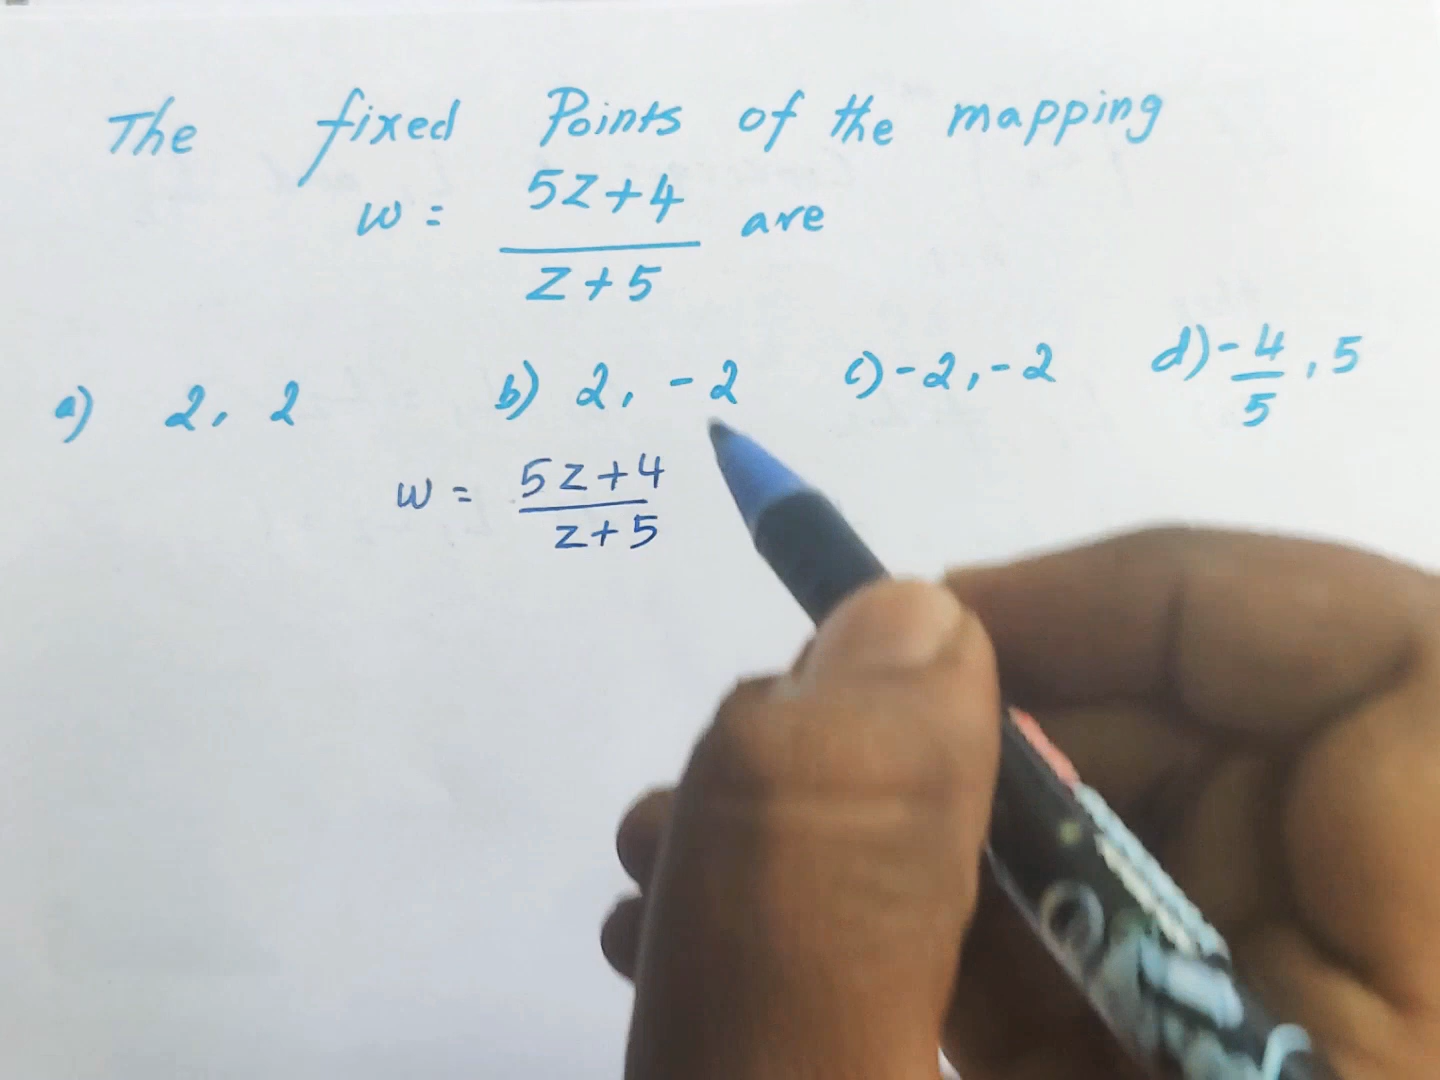 The fixed Points of the mapping
w = 5z+4 / z+5 are
a) 2, 2 b) 2, -2 c) -2, -2 d) -4/5, 5
w = 5z+4 / z+5